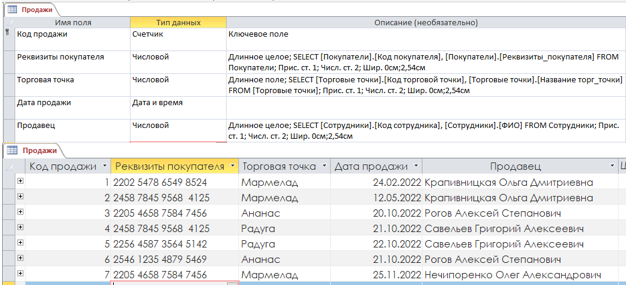 Продажи
Имя поля Тип данных Описание (необязательно)
Код продажи Счетчик Ключевое поле
Реквизиты покупателя Числовой Длинное целое; SELECT [Покупатели].[Код покупателя], [Покупатели].[Реквизиты_покупателя] FROM
Покупатели; Прис. ст. 1; Числ. ст. 2; Шир. 0см;2,54см
Торговая точка Числовой Длинное поле; SELECT [Торговые точки].[Код торговой точки], [Торговые точки].[Название торг_точки]
FROM [Торговые точки]; Прис. ст. 1; Числ. ст. 2; Шир. 0см;2,54см
Дата продажи Дата и время
Продавец Числовой Длинное целое; SELECT [Сотрудники].[Код сотрудника], [Сотрудники].[ФИО] FROM Сотрудники; Прис.
ст. 1; Числ. ст. 2; Шир. 0см;2,54см
Продажи
Код продажи Реквизиты покупателя Торговая точка Дата продажи Продавец
1 2202 5478 6549 8524 Мармелад 24.02.2022 Крапивницкая Ольга Дмитриевна
2 2458 7845 9568 4125 Мармелад 12.05.2022 Крапивницкая Ольга Дмитриевна
3 2205 4658 7584 7456 Ананас 20.10.2022 Рогов Алексей Степанович
4 2458 7845 9568 4125 Радуга 21.10.2022 Савельев Григорий Алексеевич
5 2256 4587 3564 5142 Радуга 22.10.2022 Савельев Григорий Алексеевич
6 2546 1235 4879 5469 Ананас 21.10.2022 Рогов Алексей Степанович
7 2205 4658 7584 7456 Мармелад 25.11.2022 Нечипоренко Олег Александрович